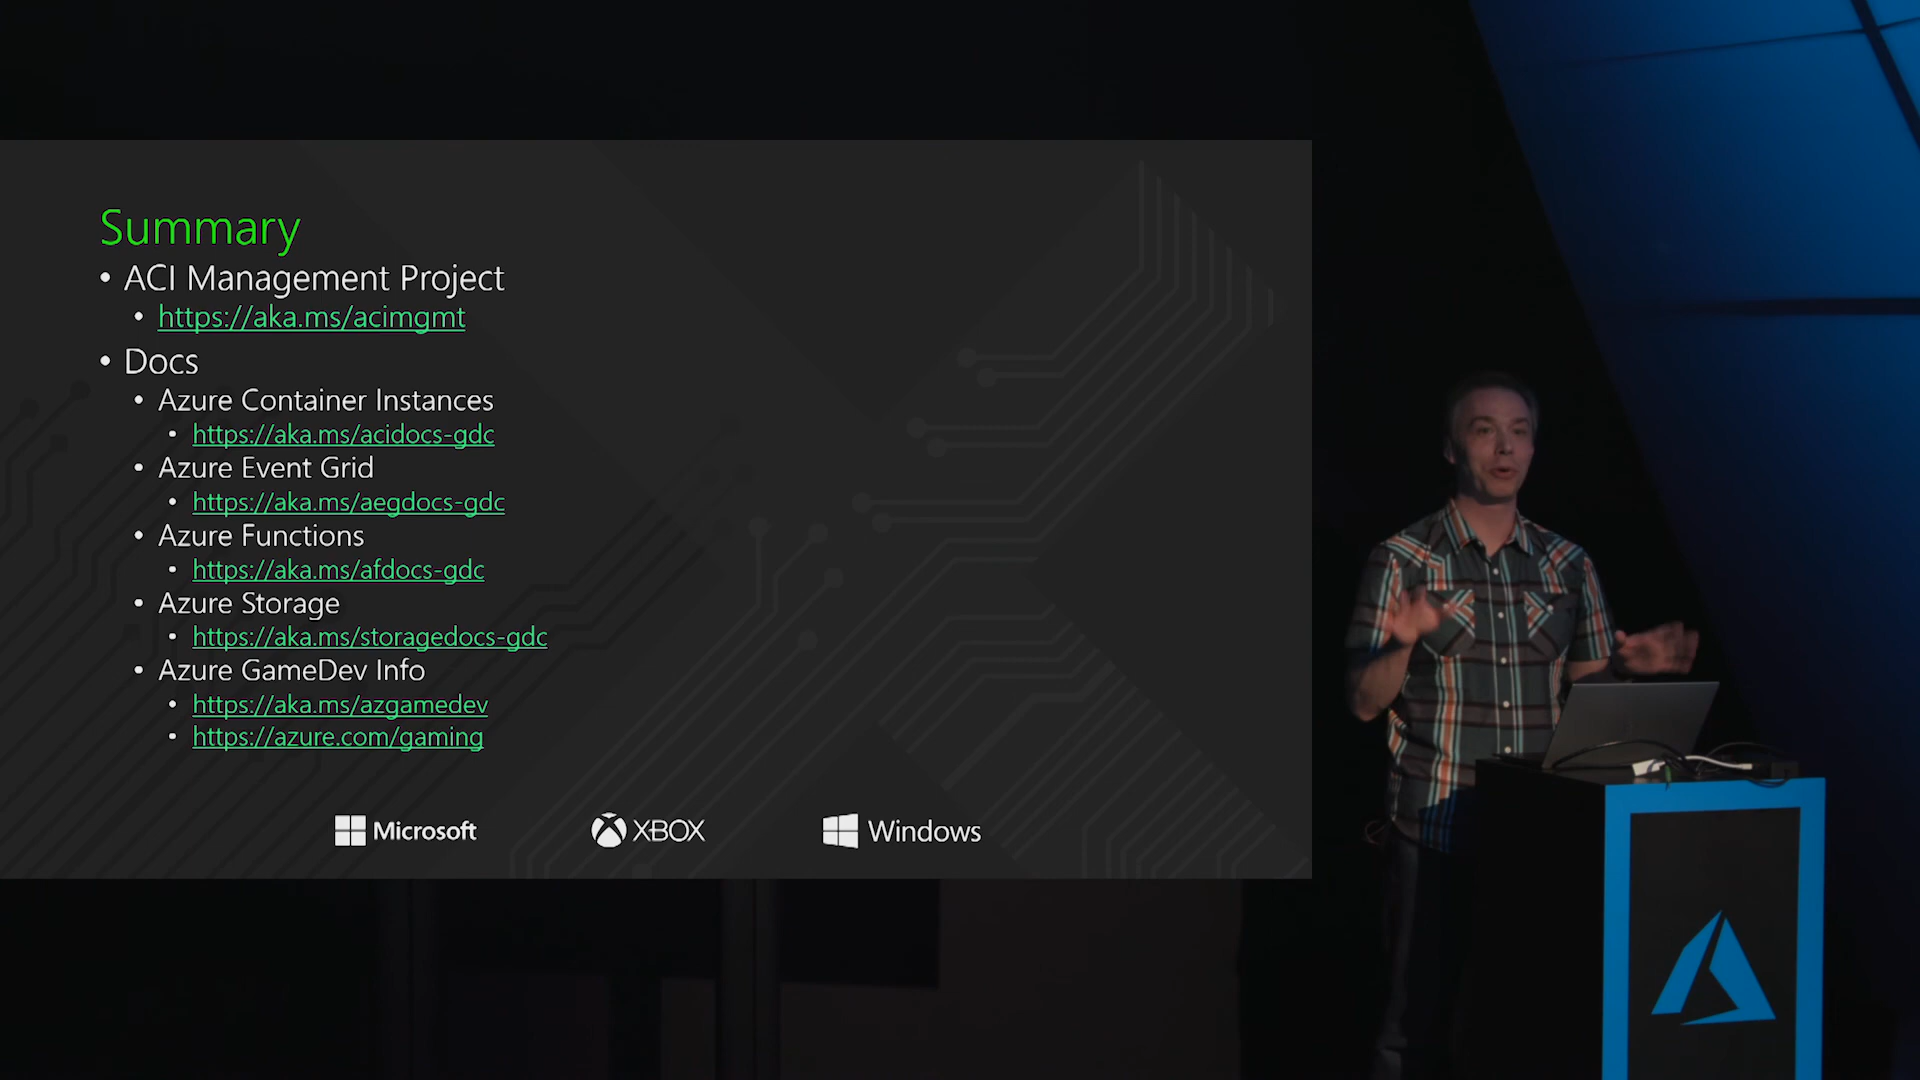 Summary
• ACI Management Project
• https://aka.ms/acimgmt
• Docs
• Azure Container Instances
• https://aka.ms/acidocs-gdc
• Azure Event Grid
• https://aka.ms/aegdocs-gdc
• Azure Functions
• https://aka.ms/afdocs-gdc
• Azure Storage
• https://aka.ms/storagedocs-gdc
• Azure GameDev Info
• https://aka.ms/azgamedev
• https://azure.com/gaming
Microsoft
XBOX
Windows